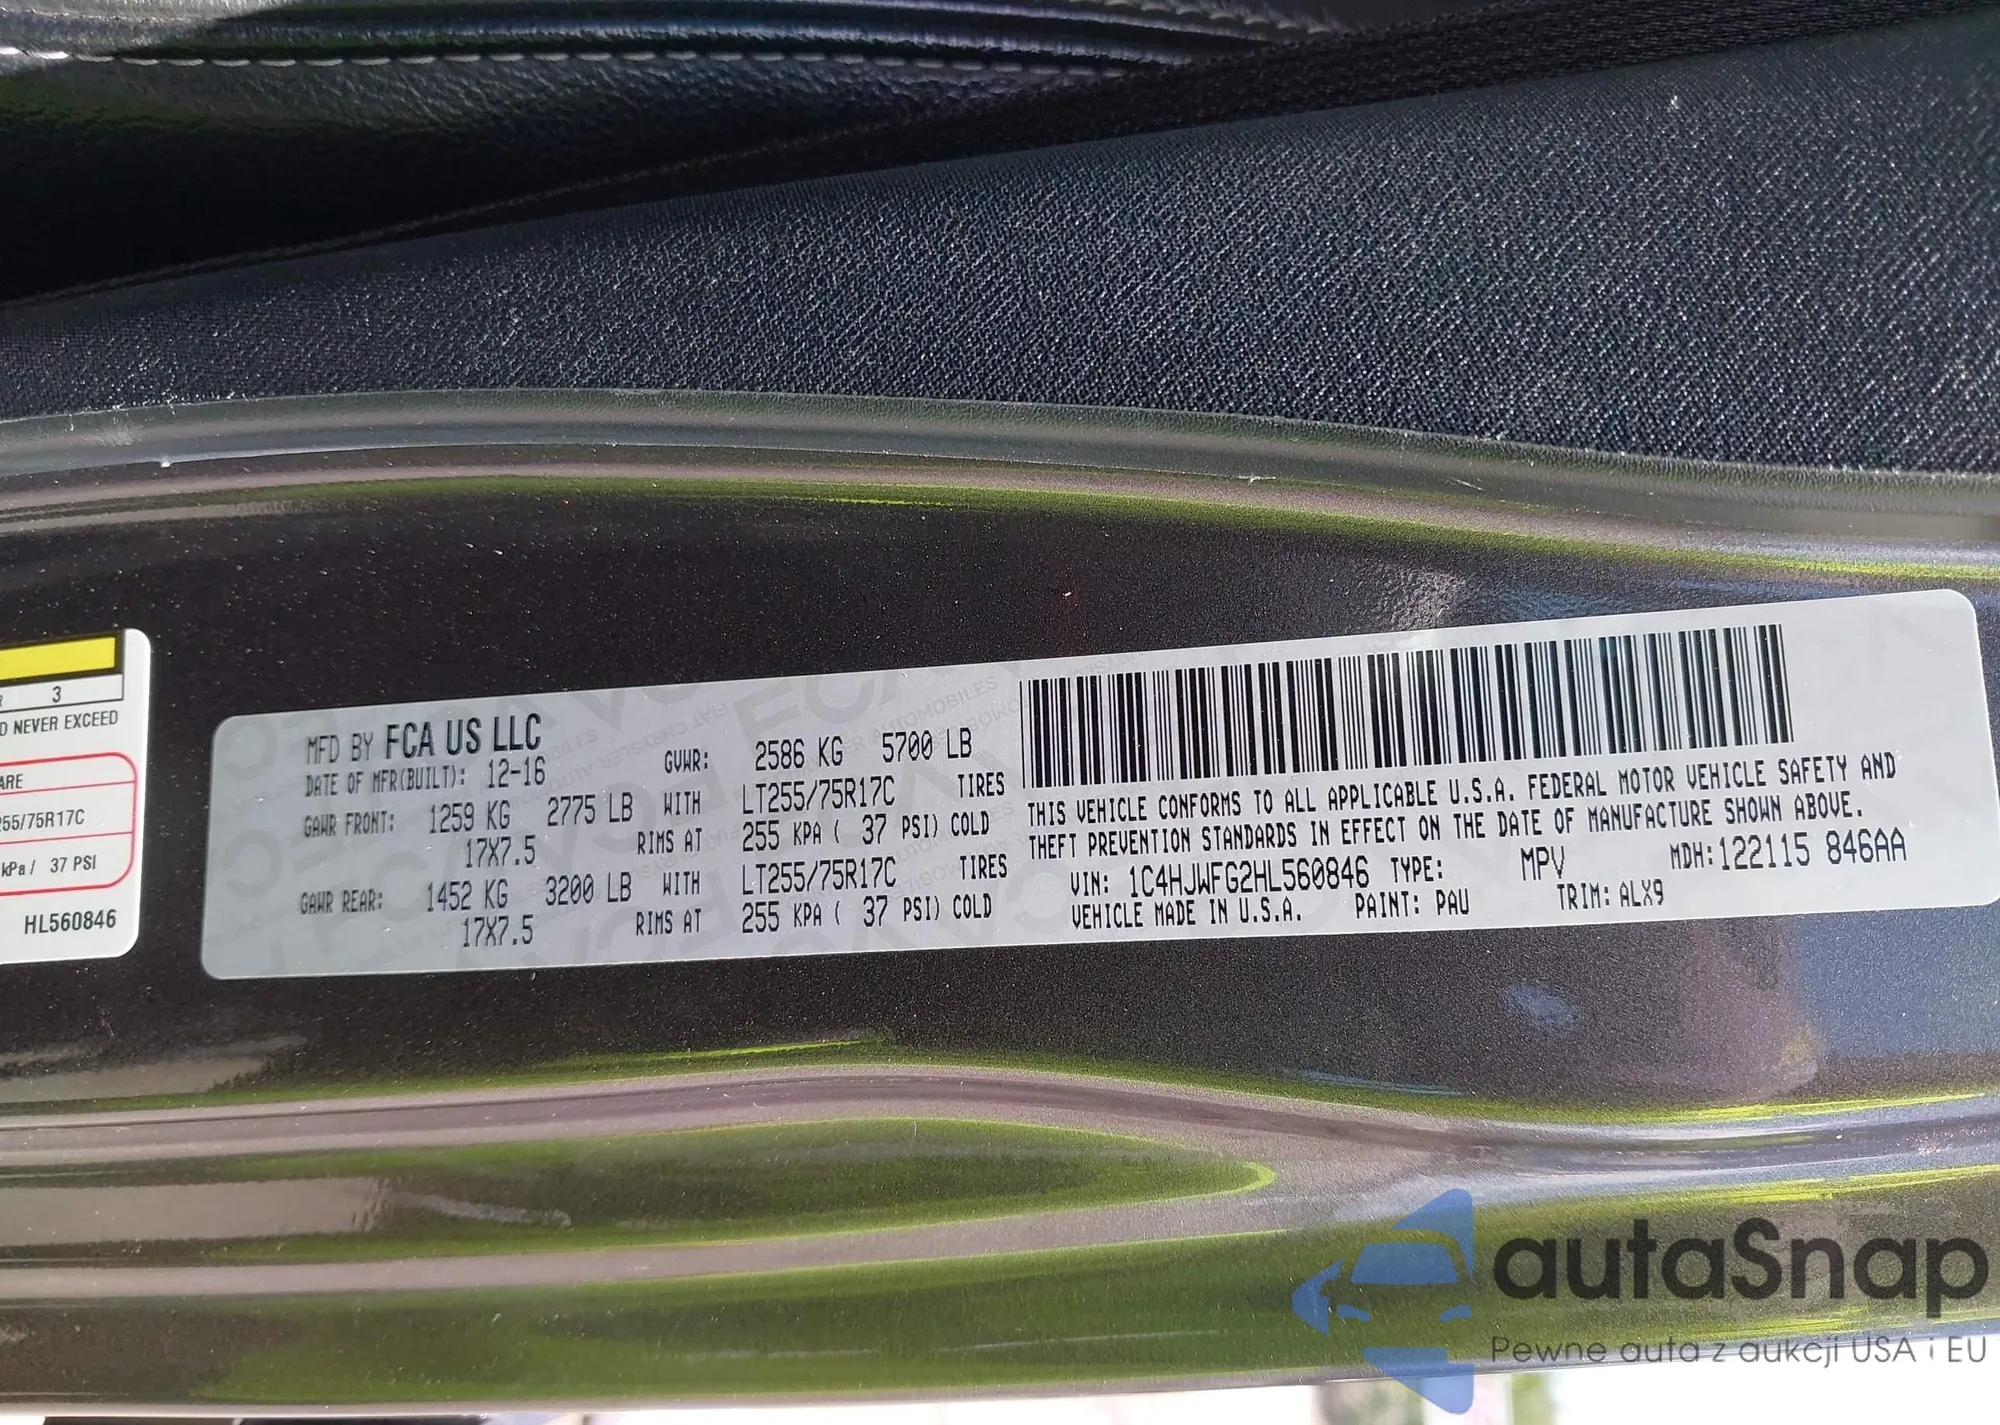 3
D NEVER EXCEED
ARE
255/75R17C
kPa / 37 PSI
HL560846
MFD BY FCA US LLC
DATE OF MFR(BUILT): 12-16
GVWR: 2586 KG 5700 LB
GAWR FRONT: 1259 KG 2775 LB WITH LT255/75R17C TIRES
17X7.5 RIMS AT 255 KPA ( 37 PSI) COLD
GAWR REAR: 1452 KG 3200 LB WITH LT255/75R17C TIRES
17X7.5 RIMS AT 255 KPA ( 37 PSI) COLD
THIS VEHICLE CONFORMS TO ALL APPLICABLE U.S.A. FEDERAL MOTOR VEHICLE SAFETY AND
THEFT PREVENTION STANDARDS IN EFFECT ON THE DATE OF MANUFACTURE SHOWN ABOVE.
VIN: 1C4HJWFG2HL560846 TYPE: MPV MDH: 122115 846AA
VEHICLE MADE IN U.S.A. PAINT: PAU TRIM: ALX9
autaSnap
Pewne auta z aukcji USA i EU